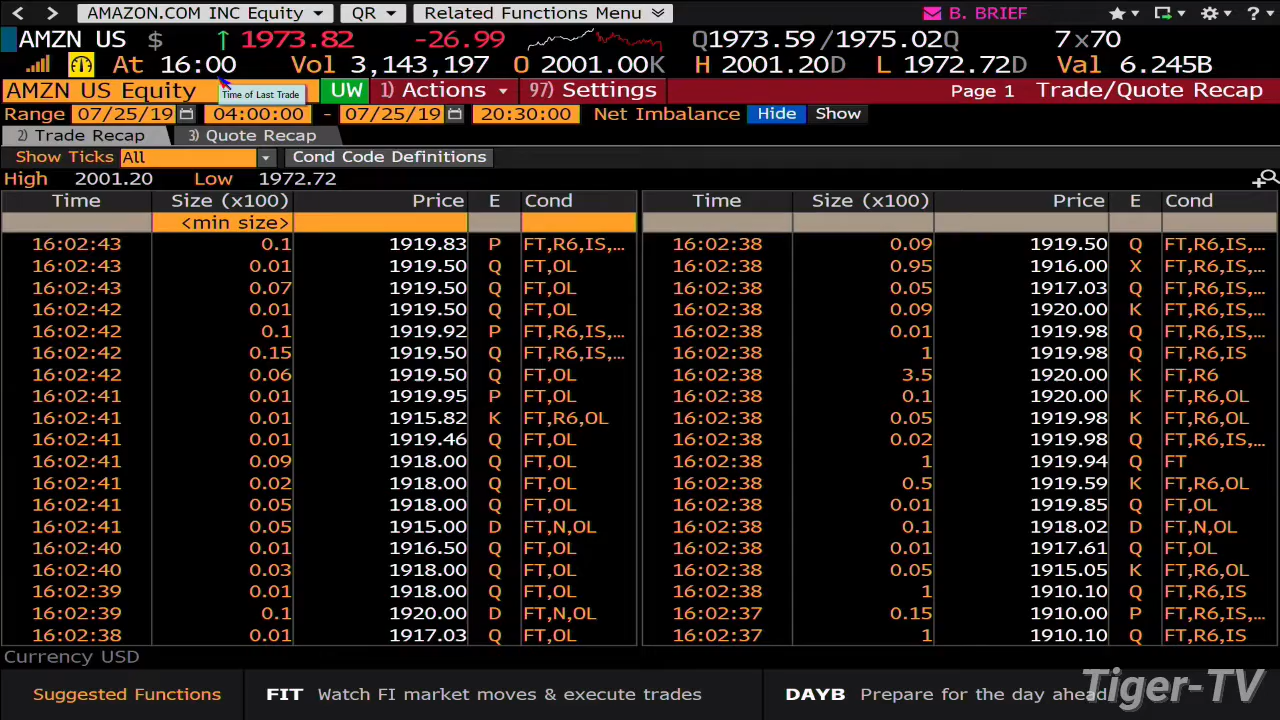 AMAZON.COM INC Equity QR Related Functions Menu B. BRIEF
AMZN US $ ↑ 1973.82 -26.99 Q1973.59/1975.02Q 7x70
At 16:00 Vol 3,143,197 O 2001.00K H 2001.20D L 1972.72D Val 6.245B
AMZN US Equity Time of Last Trade UW 1) Actions 97) Settings Page 1 Trade/Quote Recap
Range 07/25/19 04:00:00 - 07/25/19 20:30:00 Net Imbalance Hide Show
2) Trade Recap 3) Quote Recap
Show Ticks All Cond Code Definitions
High 2001.20 Low 1972.72
Time Size (x100) Price E Cond Time Size (x100) Price E Cond
<min size>
16:02:43 0.1 1919.83 P FT,R6,IS,... 16:02:38 0.09 1919.50 Q FT,R6,IS,...
16:02:43 0.01 1919.50 Q FT,OL 16:02:38 0.95 1916.00 X FT,R6,IS,...
16:02:43 0.07 1919.50 Q FT,OL 16:02:38 0.05 1917.03 Q FT,R6,IS,...
16:02:42 0.01 1919.50 Q FT,OL 16:02:38 0.09 1920.00 K FT,R6,IS,...
16:02:42 0.1 1919.92 P FT,R6,IS,... 16:02:38 0.01 1919.98 Q FT,R6,IS,...
16:02:42 0.15 1919.50 Q FT,R6,IS,... 16:02:38 1 1919.98 Q FT,R6,IS
16:02:42 0.06 1919.50 Q FT,OL 16:02:38 3.5 1920.00 K FT,R6
16:02:41 0.01 1919.95 P FT,OL 16:02:38 0.1 1920.00 K FT,R6,OL
16:02:41 0.01 1915.82 K FT,R6,OL 16:02:38 0.05 1919.98 K FT,R6,OL
16:02:41 0.01 1919.46 Q FT,OL 16:02:38 0.02 1919.98 Q FT,R6,IS,...
16:02:41 0.09 1918.00 Q FT,OL 16:02:38 1 1919.94 Q FT
16:02:41 0.02 1918.00 Q FT,OL 16:02:38 0.5 1919.59 K FT,R6,OL
16:02:41 0.05 1918.00 Q FT,OL 16:02:38 0.01 1919.85 Q FT,OL
16:02:41 0.05 1915.00 D FT,N,OL 16:02:38 0.1 1918.02 D FT,N,OL
16:02:40 0.01 1916.50 Q FT,OL 16:02:38 0.01 1917.61 Q FT,OL
16:02:40 0.03 1918.00 Q FT,OL 16:02:38 0.05 1915.05 K FT,R6,OL
16:02:39 0.01 1918.00 Q FT,OL 16:02:38 1 1910.10 Q FT,R6,IS
16:02:39 0.1 1920.00 D FT,N,OL 16:02:37 0.15 1910.00 P FT,R6,IS,...
16:02:38 0.01 1917.03 Q FT,OL 16:02:37 1 1910.10 Q FT,R6,IS
Currency USD
Suggested Functions FIT Watch FI market moves & execute trades DAYB Prepare for the day ahead
Tiger-TV